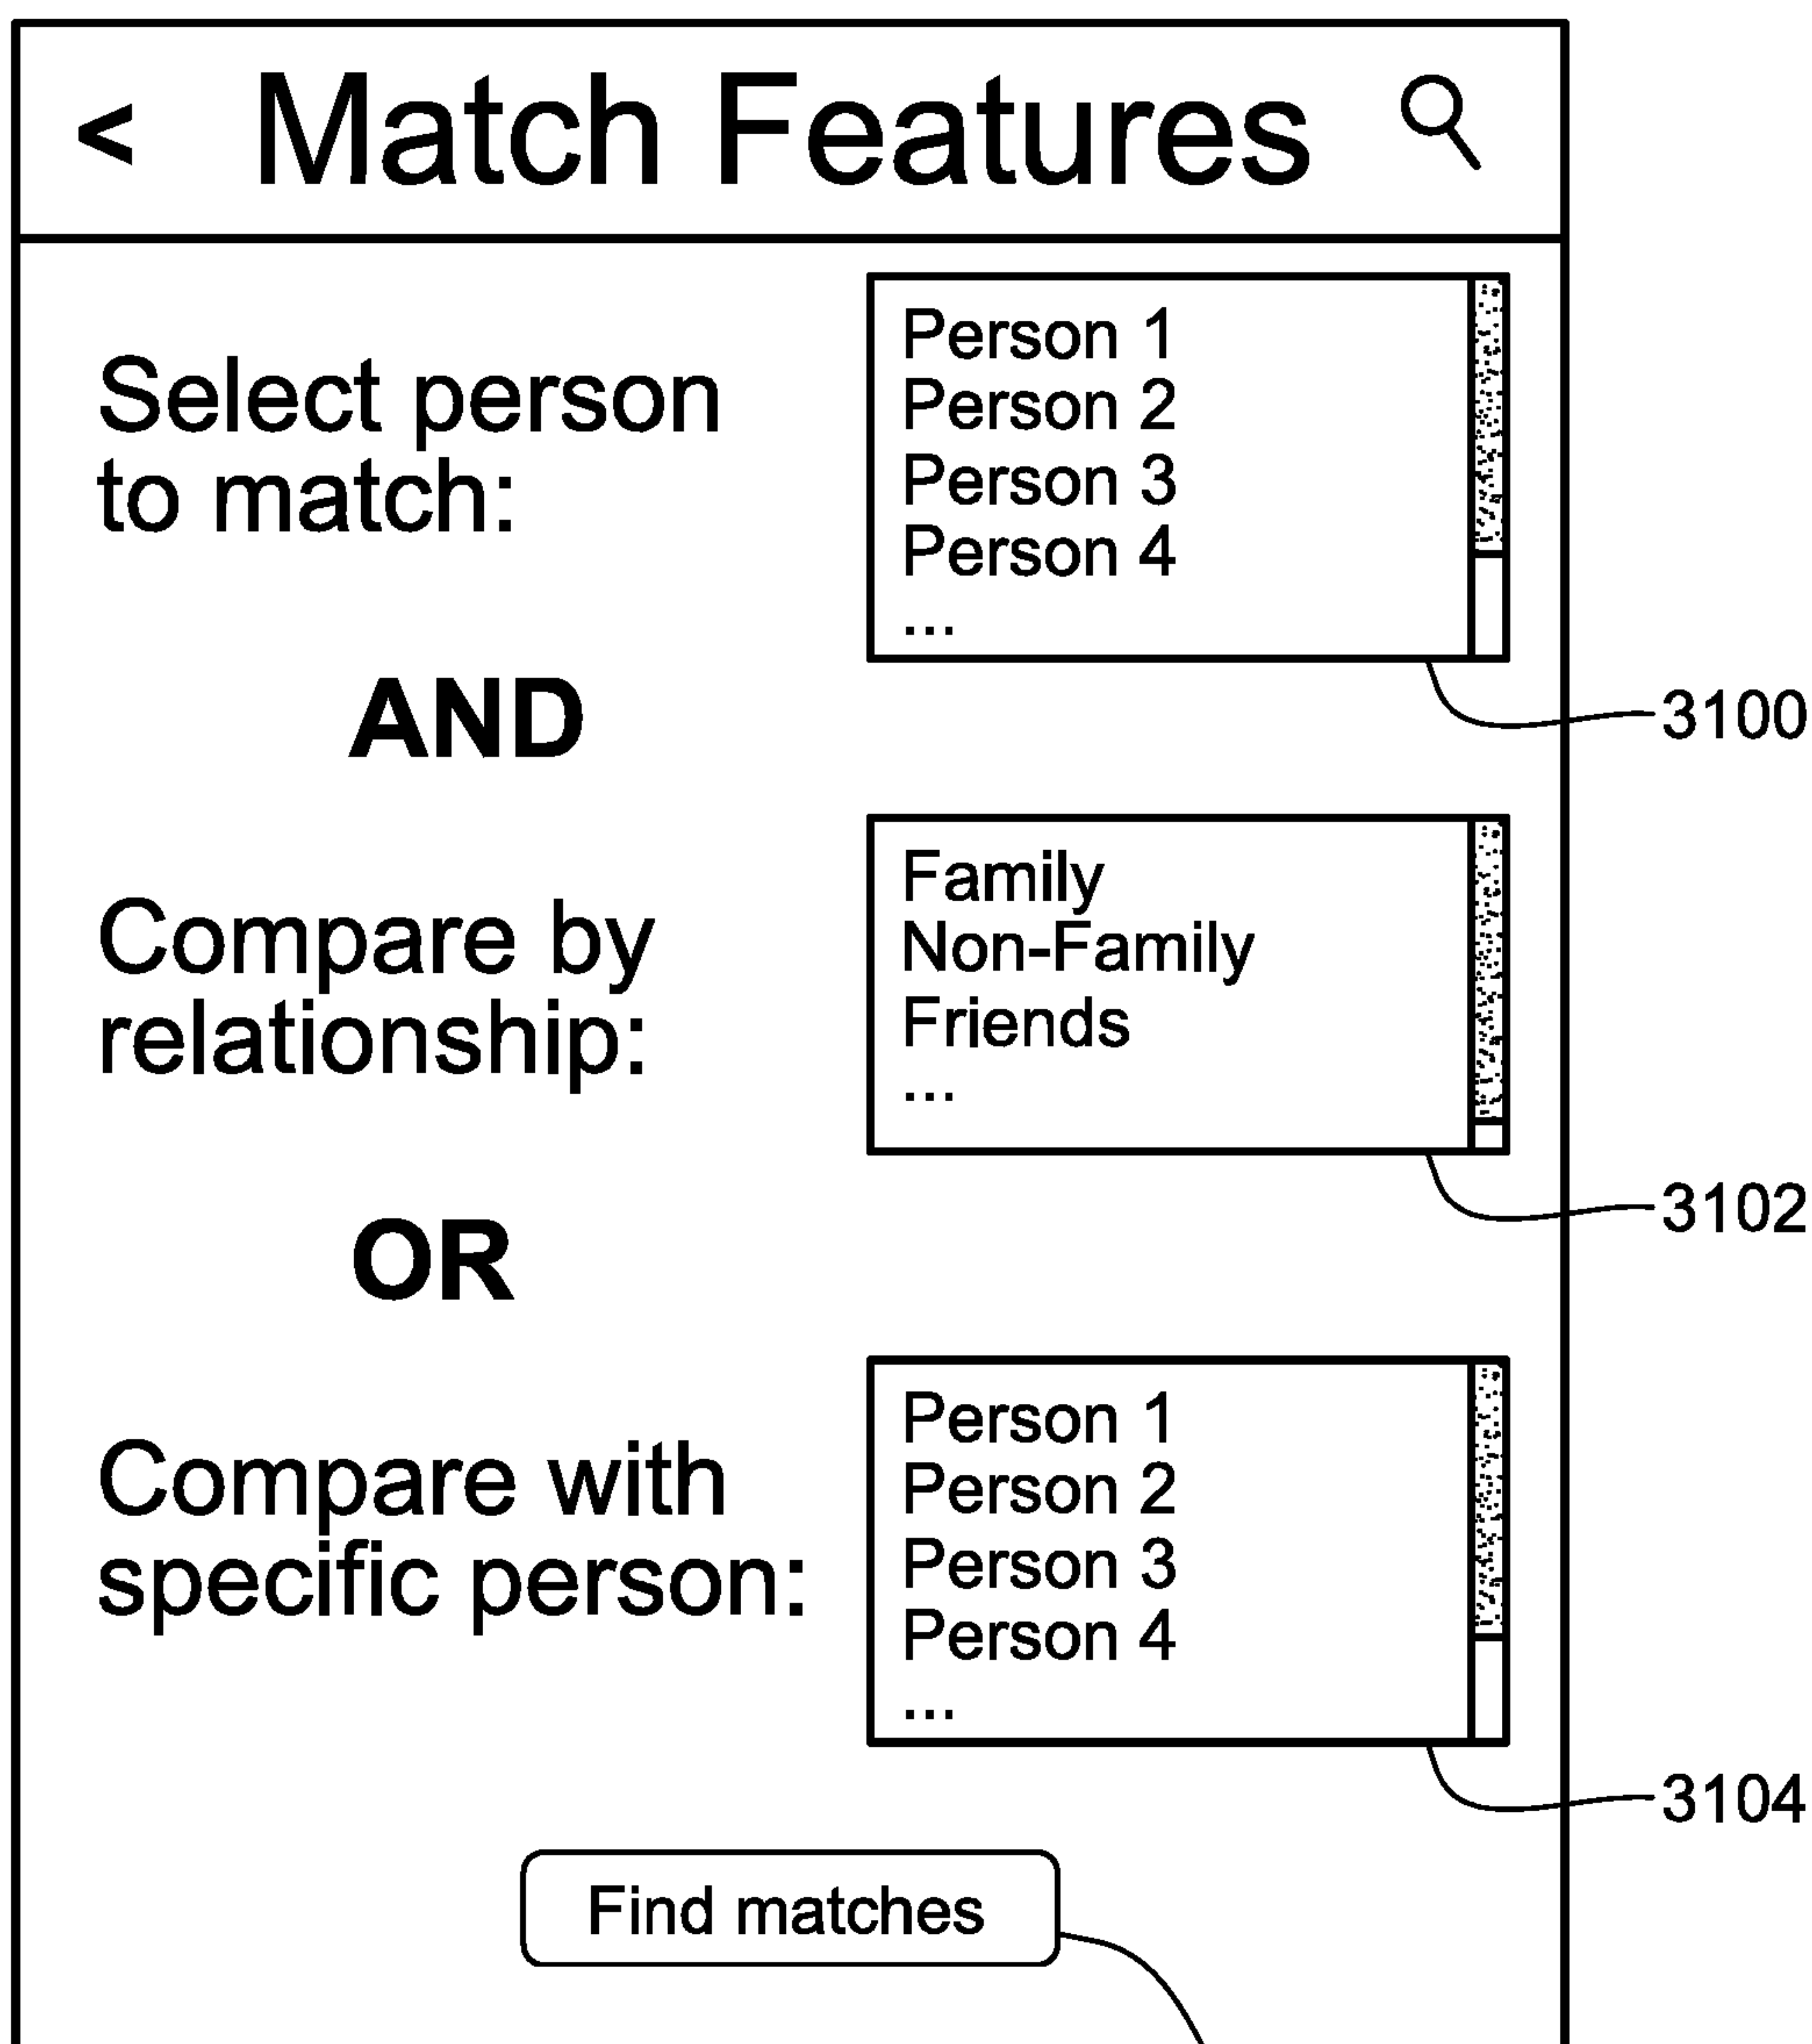 < Match Features
Select person
to match:
Person 1
Person 2
Person 3
Person 4
...
3100
AND
Compare by
relationship:
Family
Non-Family
Friends
...
3102
OR
Compare with
specific person:
Person 1
Person 2
Person 3
Person 4
...
3104
Find matches